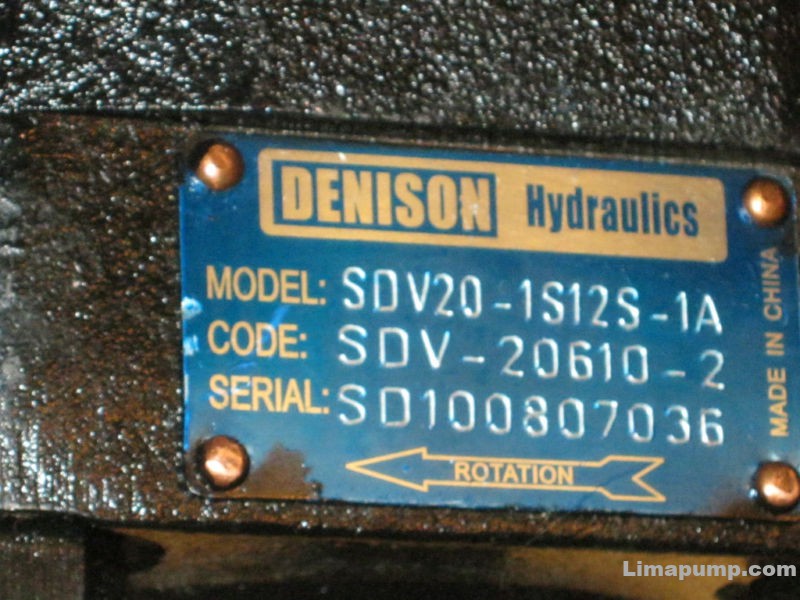 DENISON Hydraulics
MODEL: SDV20-1S12S-1A
CODE: SDV-20610-2
SERIAL: SD100807036
ROTATION
MADE IN CHINA
Limapump.com